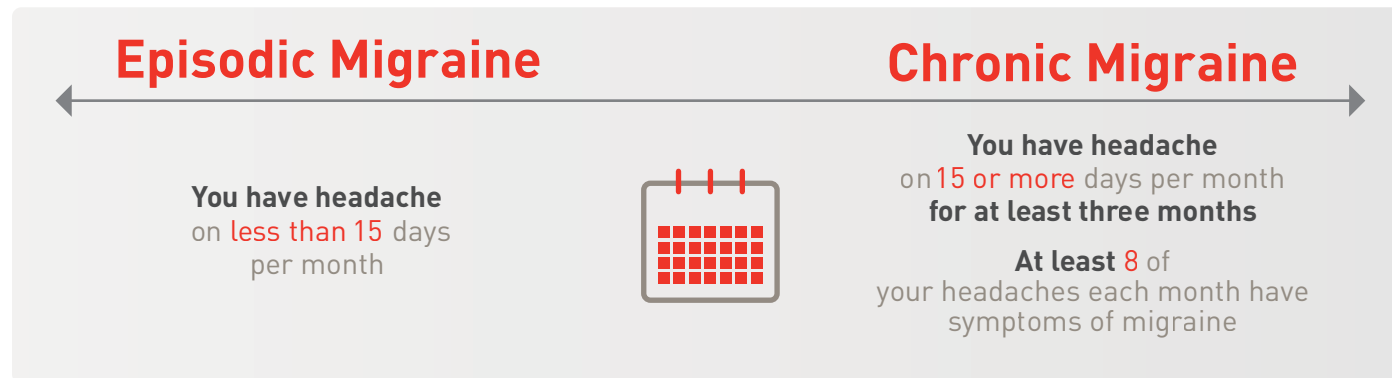 Episodic Migraine
You have headache
on less than 15 days
per month
Chronic Migraine
You have headache
on 15 or more days per month
for at least three months
At least 8 of
your headaches each month have
symptoms of migraine